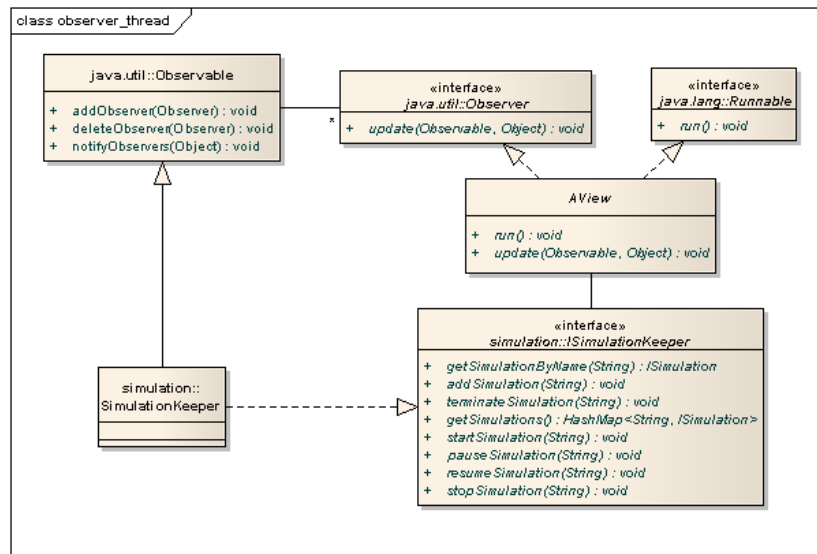 class observer_thread
java.util::Observable
+ addObserver(Observer) : void
+ deleteObserver(Observer) : void
+ notifyObservers(Object) : void
«interface»
java.util::Observer
+ update(Observable, Object) : void
*
«interface»
java.lang::Runnable
+ run() : void
AView
+ run() : void
+ update(Observable, Object) : void
«interface»
simulation::ISimulationKeeper
+ getSimulationByName(String) : ISimulation
+ addSimulation(String) : void
+ terminateSimulation(String) : void
+ getSimulations() : HashMap<String, ISimulation>
+ startSimulation(String) : void
+ pauseSimulation(String) : void
+ resumeSimulation(String) : void
+ stopSimulation(String) : void
simulation::
SimulationKeeper